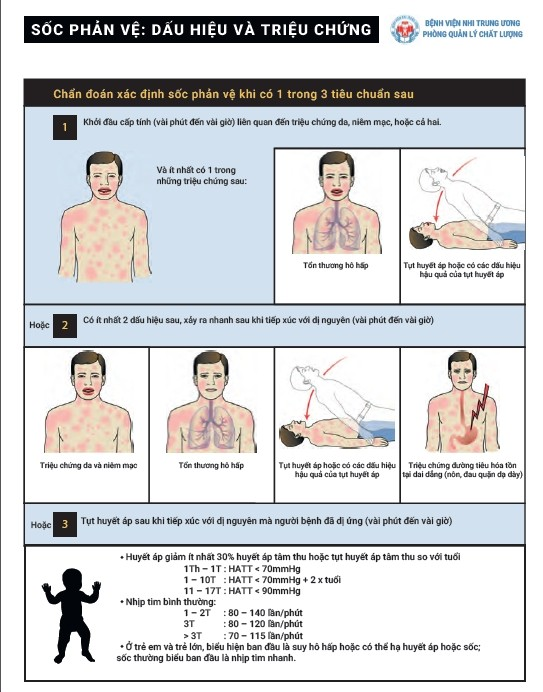 SỐC PHẢN VỆ: DẤU HIỆU VÀ TRIỆU CHỨNG
BỆNH VIỆN NHI TRUNG ƯƠNG
PHÒNG QUẢN LÝ CHẤT LƯỢNG
Chẩn đoán xác định sốc phản vệ khi có 1 trong 3 tiêu chuẩn sau
1
Khởi đầu cấp tính (vài phút đến vài giờ) liên quan đến triệu chứng da, niêm mạc, hoặc cả hai.
Và ít nhất có 1 trong
những triệu chứng sau:
Tổn thương hô hấp
Tụt huyết áp hoặc có các dấu hiệu
hậu quả của tụt huyết áp
Hoặc 2 Có ít nhất 2 dấu hiệu sau, xảy ra nhanh sau khi tiếp xúc với dị nguyên (vài phút đến vài giờ)
Triệu chứng da và niêm mạc
Tổn thương hô hấp
Tụt huyết áp hoặc có các dấu hiệu
hậu quả của tụt huyết áp
Triệu chứng đường tiêu hóa tồn
tại dai dẳng (nôn, đau quặn dạ dày)
Hoặc 3 Tụt huyết áp sau khi tiếp xúc với dị nguyên mà người bệnh đã dị ứng (vài phút đến vài giờ)
• Huyết áp giảm ít nhất 30% huyết áp tâm thu hoặc tụt huyết áp tâm thu so với tuổi
1Th – 1T : HATT < 70mmHg
1 – 10T : HATT < 70mmHg + 2 x tuổi
11 – 17T : HATT < 90mmHg
• Nhịp tim bình thường:
1 – 2T : 80 – 140 lần/phút
3T : 80 – 120 lần/phút
> 3T : 70 – 115 lần/phút
• Ở trẻ em và trẻ lớn, biểu hiện ban đầu là suy hô hấp hoặc có thể hạ huyết áp hoặc sốc;
sốc thường biểu ban đầu là nhịp tim nhanh.